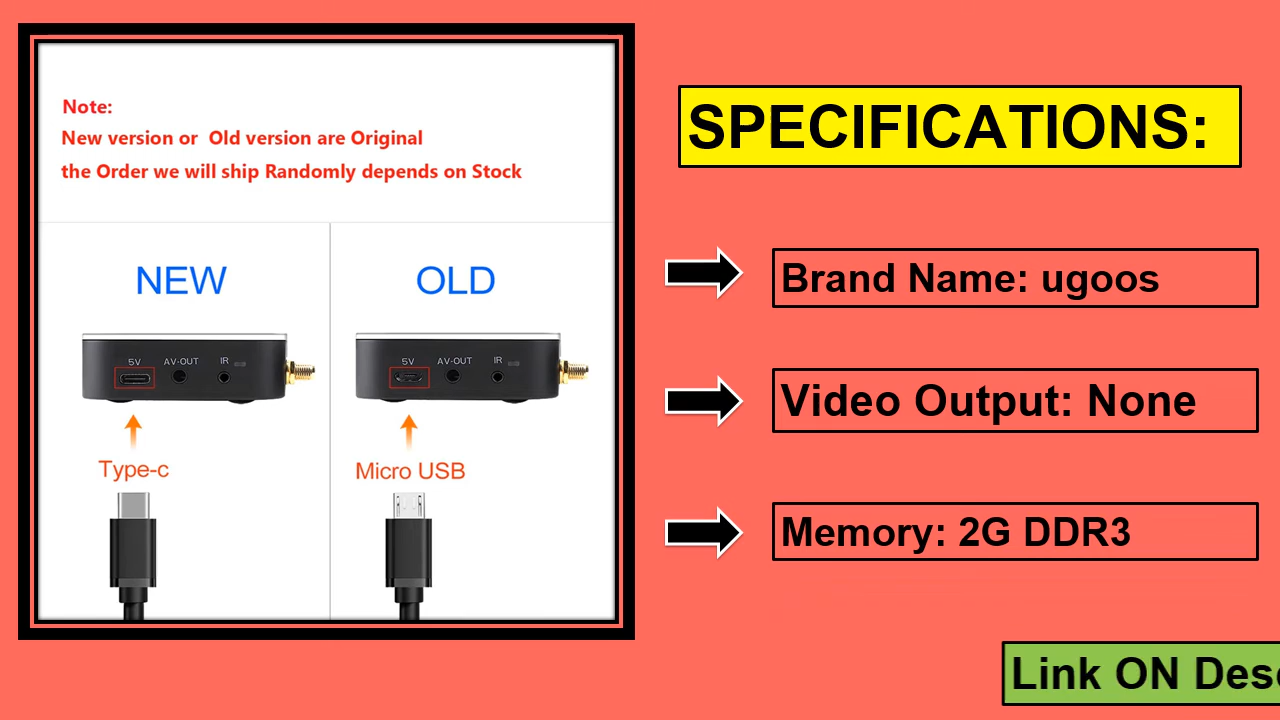 Note:
New version or Old version are Original
the Order we will ship Randomly depends on Stock
NEW
OLD
5V AV-OUT IR
5V AV-OUT IR
Type-c
Micro USB
SPECIFICATIONS:
Brand Name: ugoos
Video Output: None
Memory: 2G DDR3
Link ON